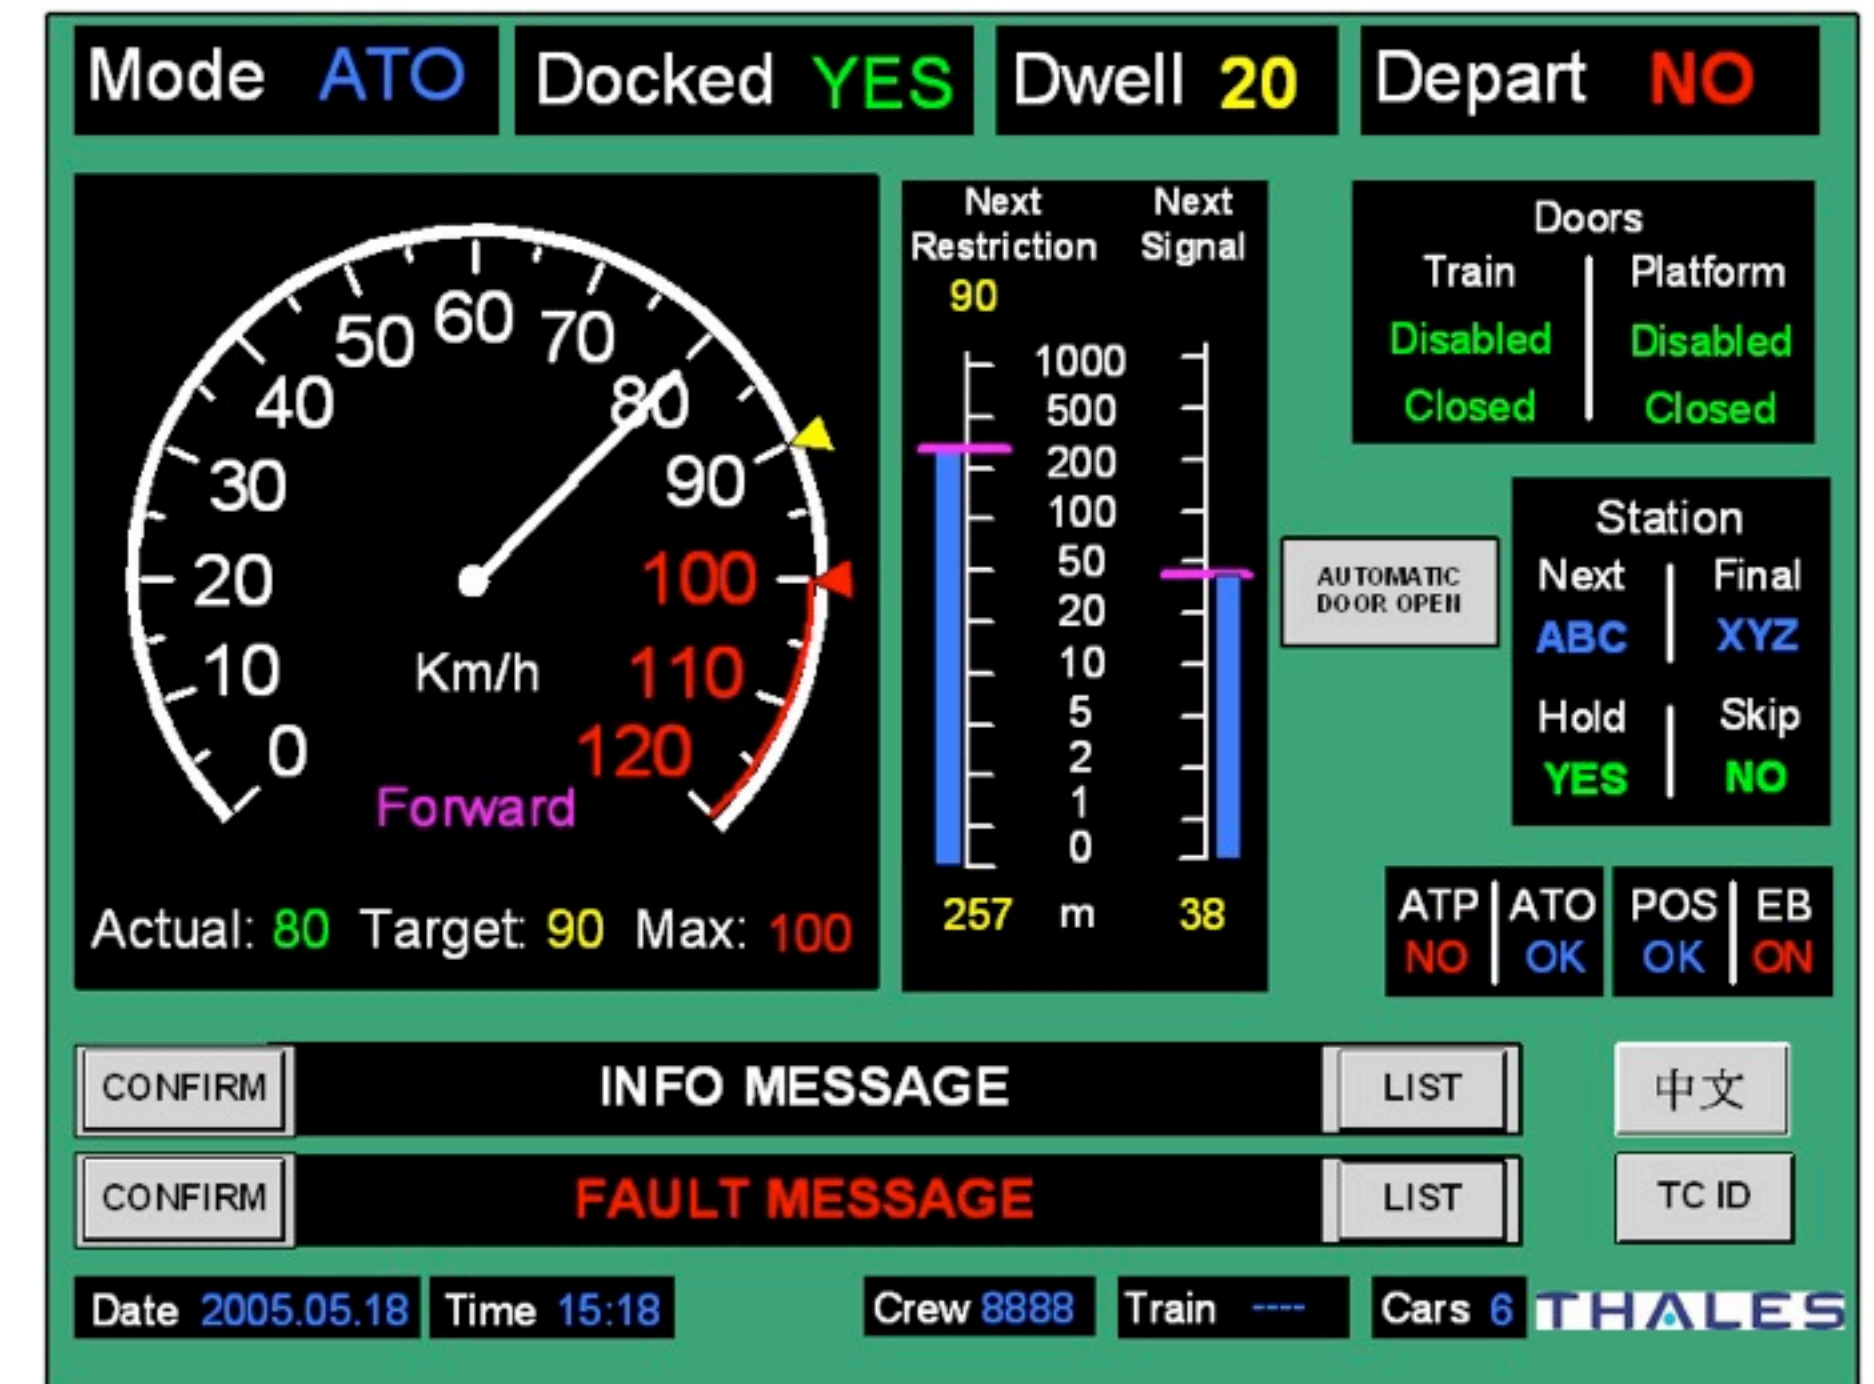 Mode ATO
Docked YES
Dwell 20
Depart NO
0
10
20
30
40
50
60
70
80
90
100
110
120
Km/h
Forward
Actual: 80 Target: 90 Max: 100
Next Restriction
90
Next Signal
1000
500
200
100
50
20
10
5
2
1
0
257 m 38
Doors
Train Platform
Disabled Disabled
Closed Closed
AUTOMATIC
DOOR OPEN
Station
Next Final
ABC XYZ
Hold Skip
YES NO
ATP ATO POS EB
NO OK OK ON
CONFIRM INFO MESSAGE LIST 中文
CONFIRM FAULT MESSAGE LIST TC ID
Date 2005.05.18 Time 15:18 Crew 8888 Train ---- Cars 6 THALES